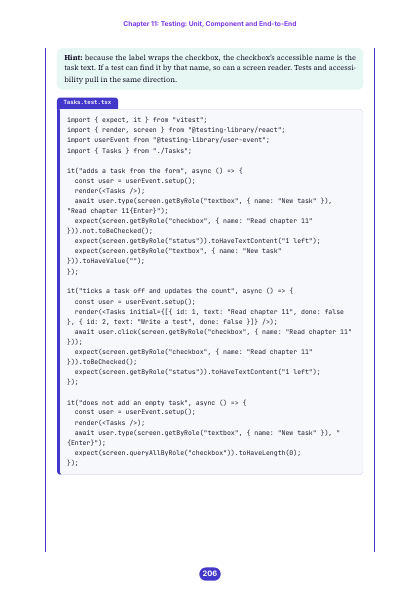 Chapter 11: Testing: Unit, Component and End-to-End
Hint: because the label wraps the checkbox, the checkbox's accessible name is the
task text. If a test can find it by that name, so can a screen reader. Tests and accessi-
bility pull in the same direction.
Tasks.test.tsx
import { expect, it } from "vitest";
import { render, screen } from "@testing-library/react";
import userEvent from "@testing-library/user-event";
import { Tasks } from "./Tasks";
it("adds a task from the form", async () => {
const user = userEvent.setup();
render(<Tasks />);
await user.type(screen.getByRole("textbox", { name: "New task" }),
"Read chapter 11{Enter}");
expect(screen.getByRole("checkbox", { name: "Read chapter 11"
})).not.toBeChecked();
expect(screen.getByRole("status")).toHaveTextContent("1 left");
expect(screen.getByRole("textbox", { name: "New task"
})).toHaveValue("");
});
it("ticks a task off and updates the count", async () => {
const user = userEvent.setup();
render(<Tasks initial={[{ id: 1, text: "Read chapter 11", done: false
}, { id: 2, text: "Write a test", done: false }]} />);
await user.click(screen.getByRole("checkbox", { name: "Read chapter 11"
}));
expect(screen.getByRole("checkbox", { name: "Read chapter 11"
})).toBeChecked();
expect(screen.getByRole("status")).toHaveTextContent("1 left");
});
it("does not add an empty task", async () => {
const user = userEvent.setup();
render(<Tasks />);
await user.type(screen.getByRole("textbox", { name: "New task" }), "
{Enter}");
expect(screen.queryAllByRole("checkbox")).toHaveLength(0);
});
206